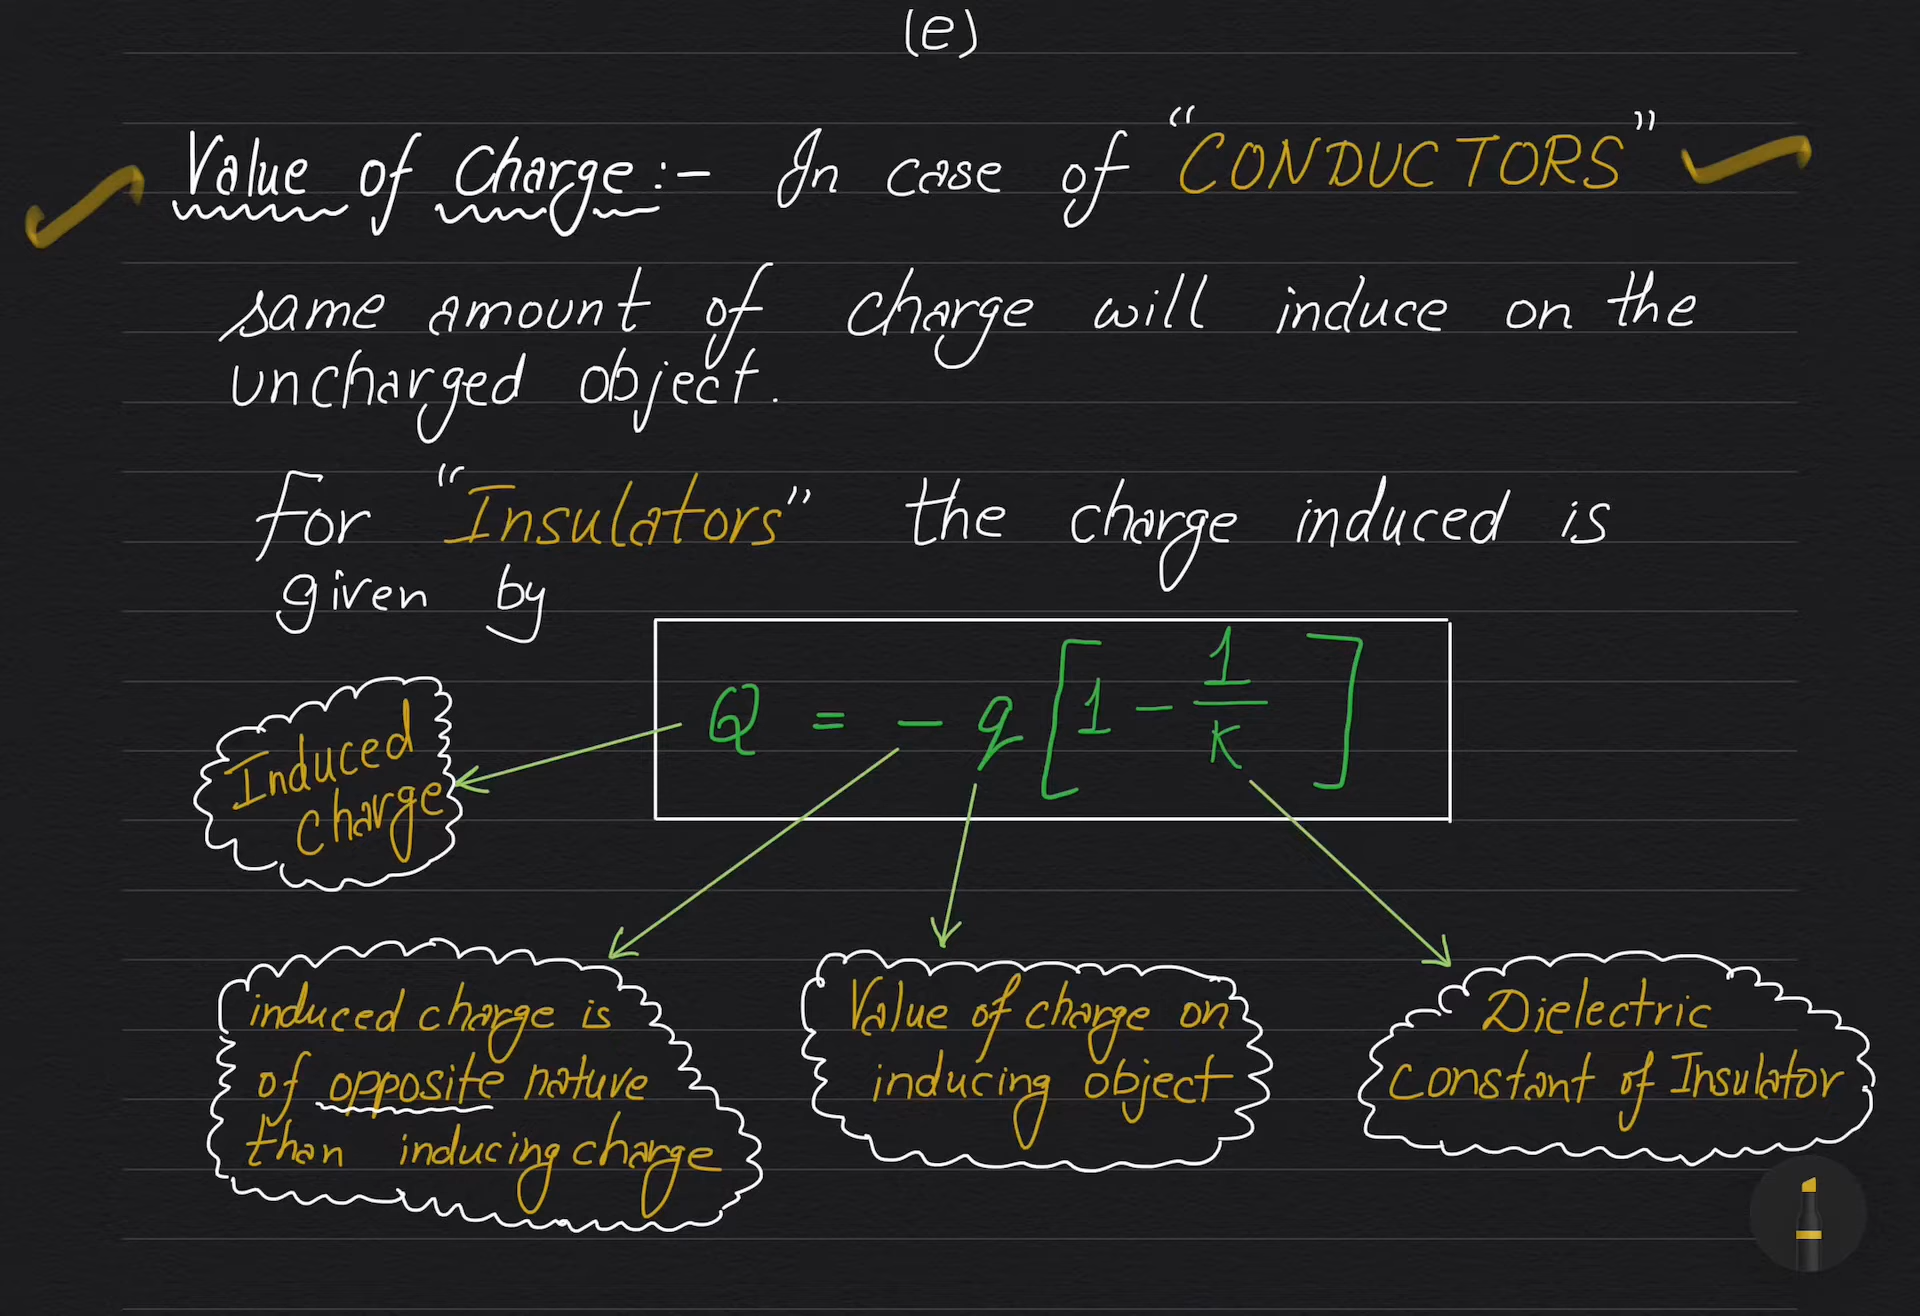 (e)
Value of Charge:- In case of "CONDUCTORS"
same amount of charge will induce on the
uncharged object.
For "Insulators" the charge induced is
given by
Q = - q [1 - 1/K]
Induced
charge
induced charge is
of opposite nature
than inducing charge
Value of charge on
inducing object
Dielectric
constant of Insulator